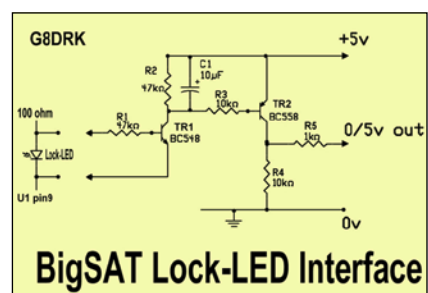 G8DRK
+5v
C1
10µF
R2
47kΩ
R3
10kΩ
TR2
BC558
100 ohm
R1
47kΩ
TR1
BC548
R5
1kΩ
0/5v out
Lock-LED
R4
10kΩ
U1 pin9
0v
BigSAT Lock-LED Interface